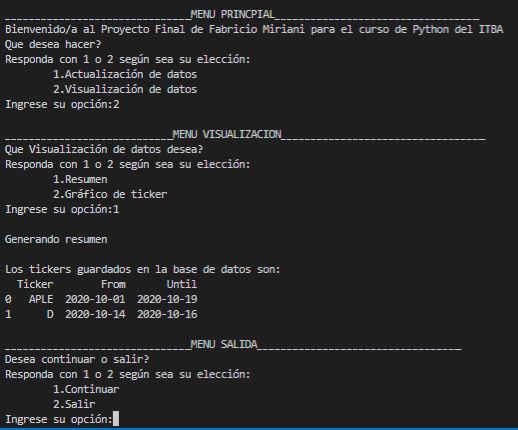 _______________________________MENU PRINCPIAL__________________________________
Bienvenido/a al Proyecto Final de Fabricio Miriani para el curso de Python del ITBA
Que desea hacer?
Responda con 1 o 2 según sea su elección:
        1.Actualización de datos
        2.Visualización de datos
Ingrese su opción:2
____________________________MENU VISUALIZACION__________________________________
Que Visualización de datos desea?
Responda con 1 o 2 según sea su elección:
        1.Resumen
        2.Gráfico de ticker
Ingrese su opción:1
Generando resumen
Los tickers guardados en la base de datos son:
  Ticker        From       Until
0   APLE  2020-10-01  2020-10-19
1      D  2020-10-14  2020-10-16
_______________________________MENU SALIDA__________________________________
Desea continuar o salir?
Responda con 1 o 2 según sea su elección:
        1.Continuar
        2.Salir
Ingrese su opción: